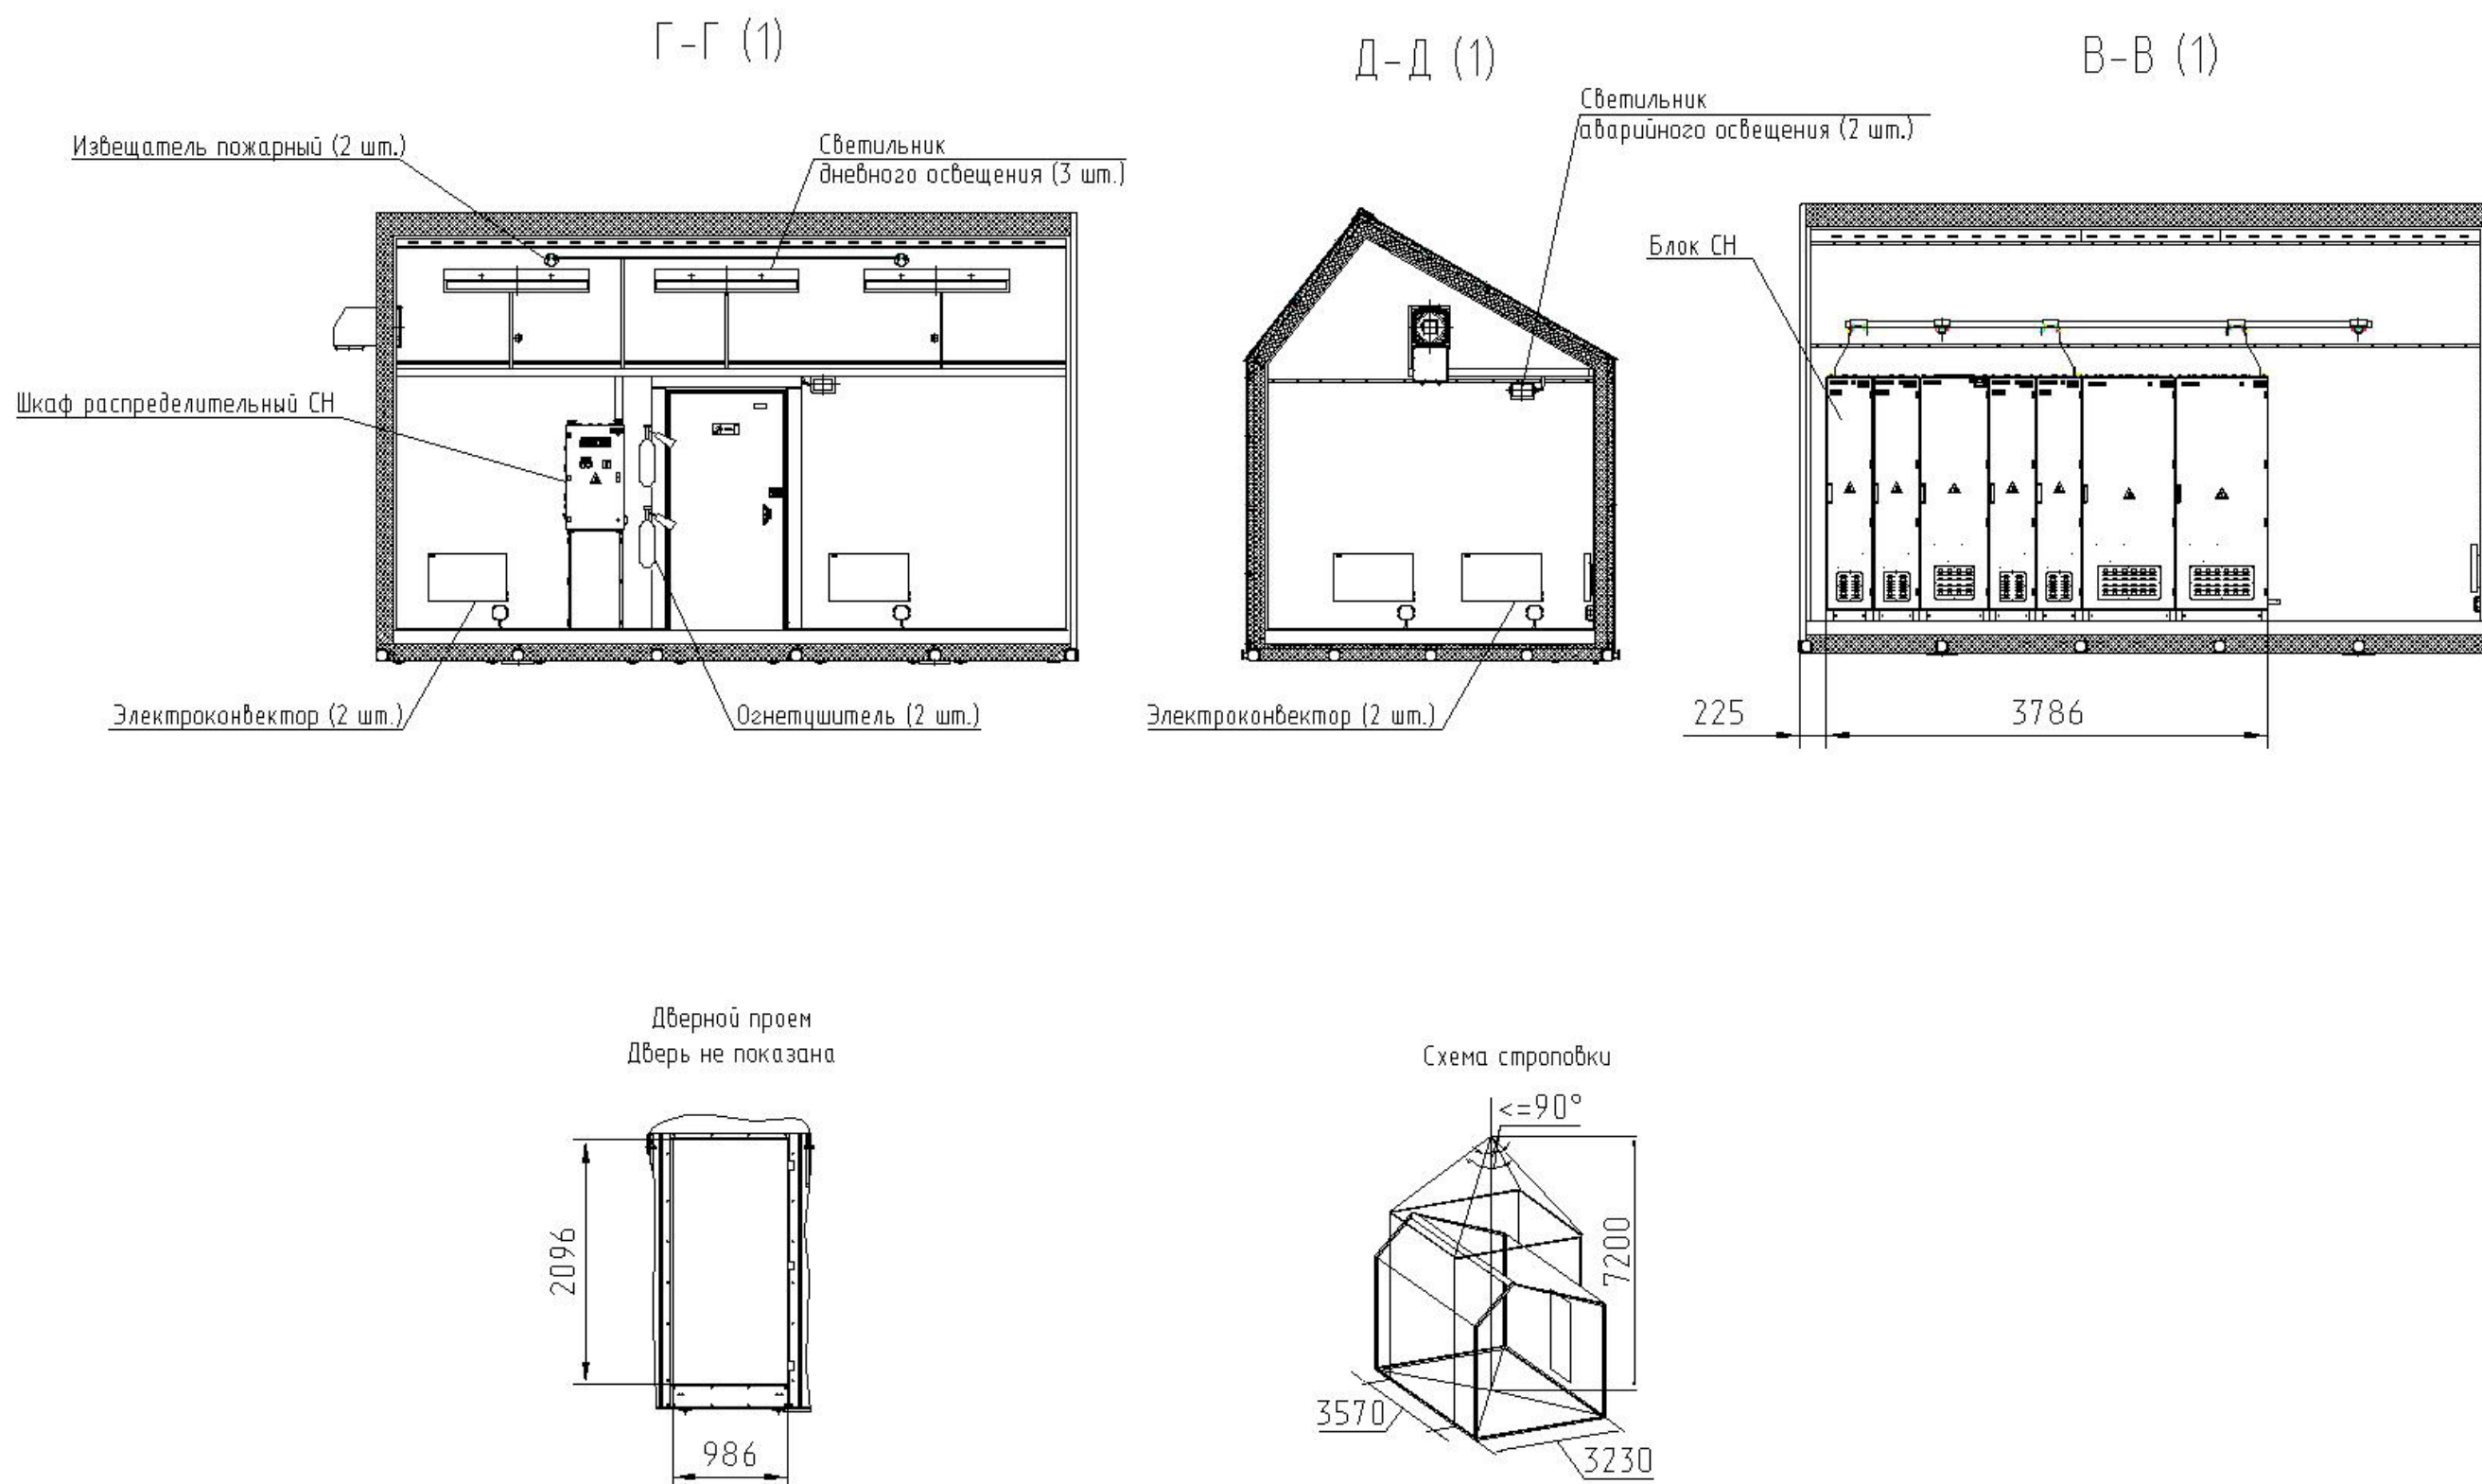 Г-Г (1)
Д-Д (1)
В-В (1)
Извещатель пожарный (2 шт.)
Светильник
дневного освещения (3 шт.)
Светильник
аварийного освещения (2 шт.)
Блок СН
Шкаф распределительный СН
Электроконвектор (2 шт.)
Огнетушитель (2 шт.)
Электроконвектор (2 шт.)
225
3786
Дверной проем
Дверь не показана
2096
986
Схема строповки
<=90°
7200
3570
3230